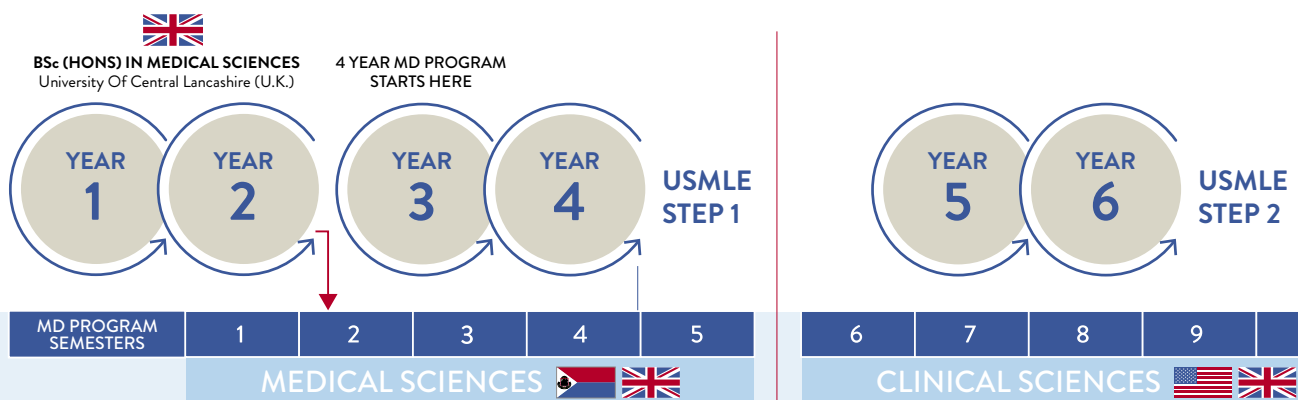 BSc (HONS) IN MEDICAL SCIENCES
University Of Central Lancashire (U.K.)
4 YEAR MD PROGRAM
STARTS HERE
YEAR
1
YEAR
2
YEAR
3
YEAR
4
USMLE
STEP 1
YEAR
5
YEAR
6
USMLE
STEP 2
MD PROGRAM
SEMESTERS
1
2
3
4
5
6
7
8
9
MEDICAL SCIENCES
CLINICAL SCIENCES